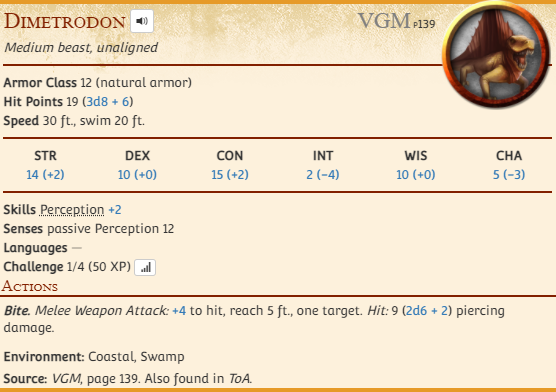 Dimetrodon VGM p139
Medium beast, unaligned
Armor Class 12 (natural armor)
Hit Points 19 (3d8 + 6)
Speed 30 ft., swim 20 ft.
STR DEX CON INT WIS CHA
14 (+2) 10 (+0) 15 (+2) 2 (−4) 10 (+0) 5 (−3)
Skills Perception +2
Senses passive Perception 12
Languages —
Challenge 1/4 (50 XP)
Actions
Bite. Melee Weapon Attack: +4 to hit, reach 5 ft., one target. Hit: 9 (2d6 + 2) piercing
damage.
Environment: Coastal, Swamp
Source: VGM, page 139. Also found in ToA.